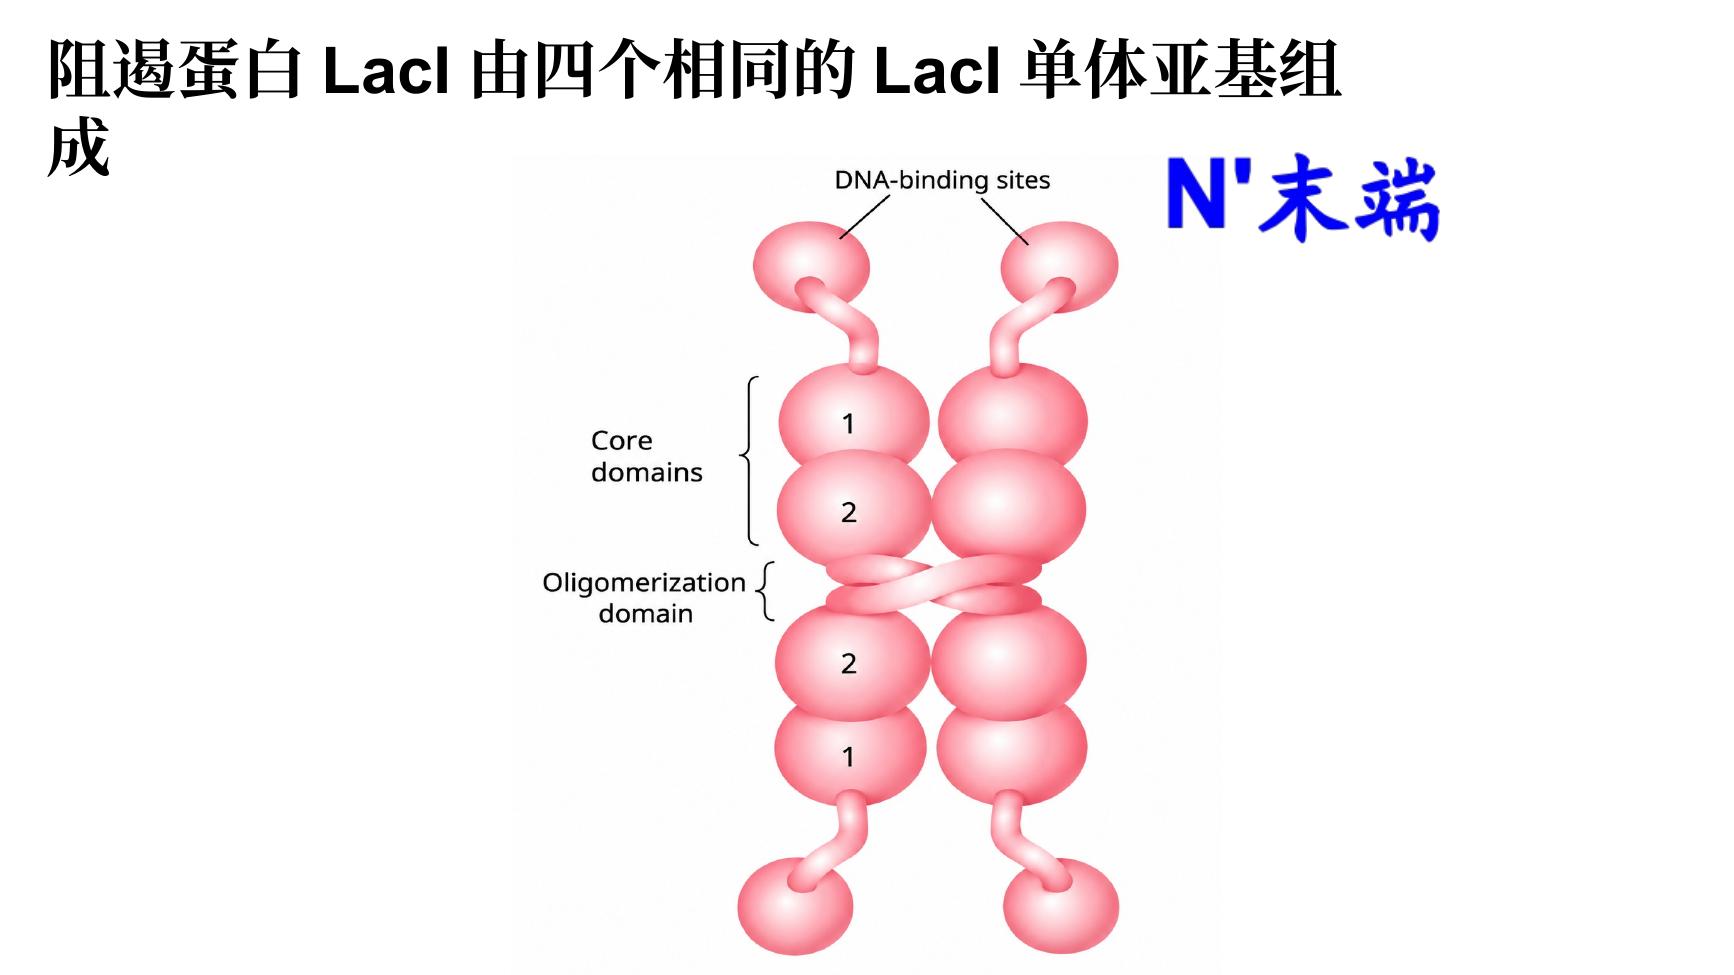 阻遏蛋白 LacI 由四个相同的 LacI 单体亚基组
成
DNA-binding sites
N'末端
1
Core
domains
2
Oligomerization
domain
2
1